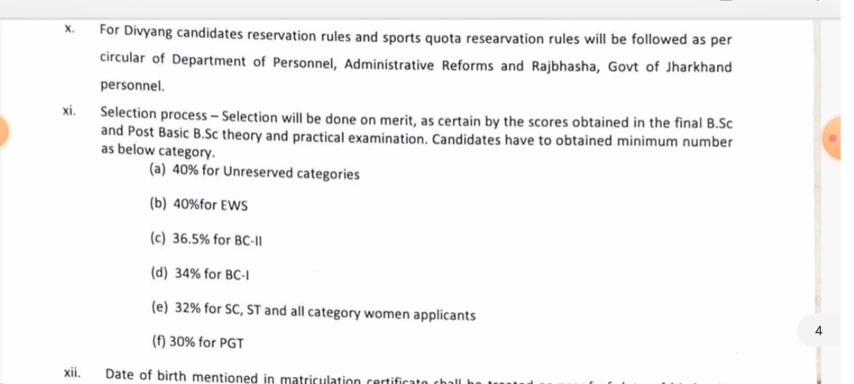 x. For Divyang candidates reservation rules and sports quota researvation rules will be followed as per
circular of Department of Personnel, Administrative Reforms and Rajbhasha, Govt of Jharkhand
personnel.
xi. Selection process – Selection will be done on merit, as certain by the scores obtained in the final B.Sc
and Post Basic B.Sc theory and practical examination. Candidates have to obtained minimum number
as below category.
(a) 40% for Unreserved categories
(b) 40%for EWS
(c) 36.5% for BC-II
(d) 34% for BC-I
(e) 32% for SC, ST and all category women applicants
(f) 30% for PGT
4
xii. Date of birth mentioned in matriculation certificate shall be